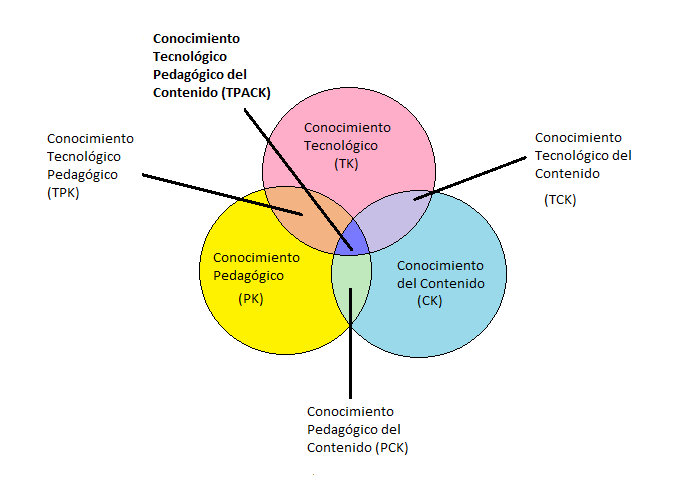 Conocimiento
Tecnológico
Pedagógico del
Contenido (TPACK)
Conocimiento
Tecnológico
Pedagógico
(TPK)
Conocimiento
Tecnológico
(TK)
Conocimiento
Tecnológico del
Contenido
(TCK)
Conocimiento
Pedagógico
(PK)
Conocimiento
del Contenido
(CK)
Conocimiento
Pedagógico del
Contenido (PCK)